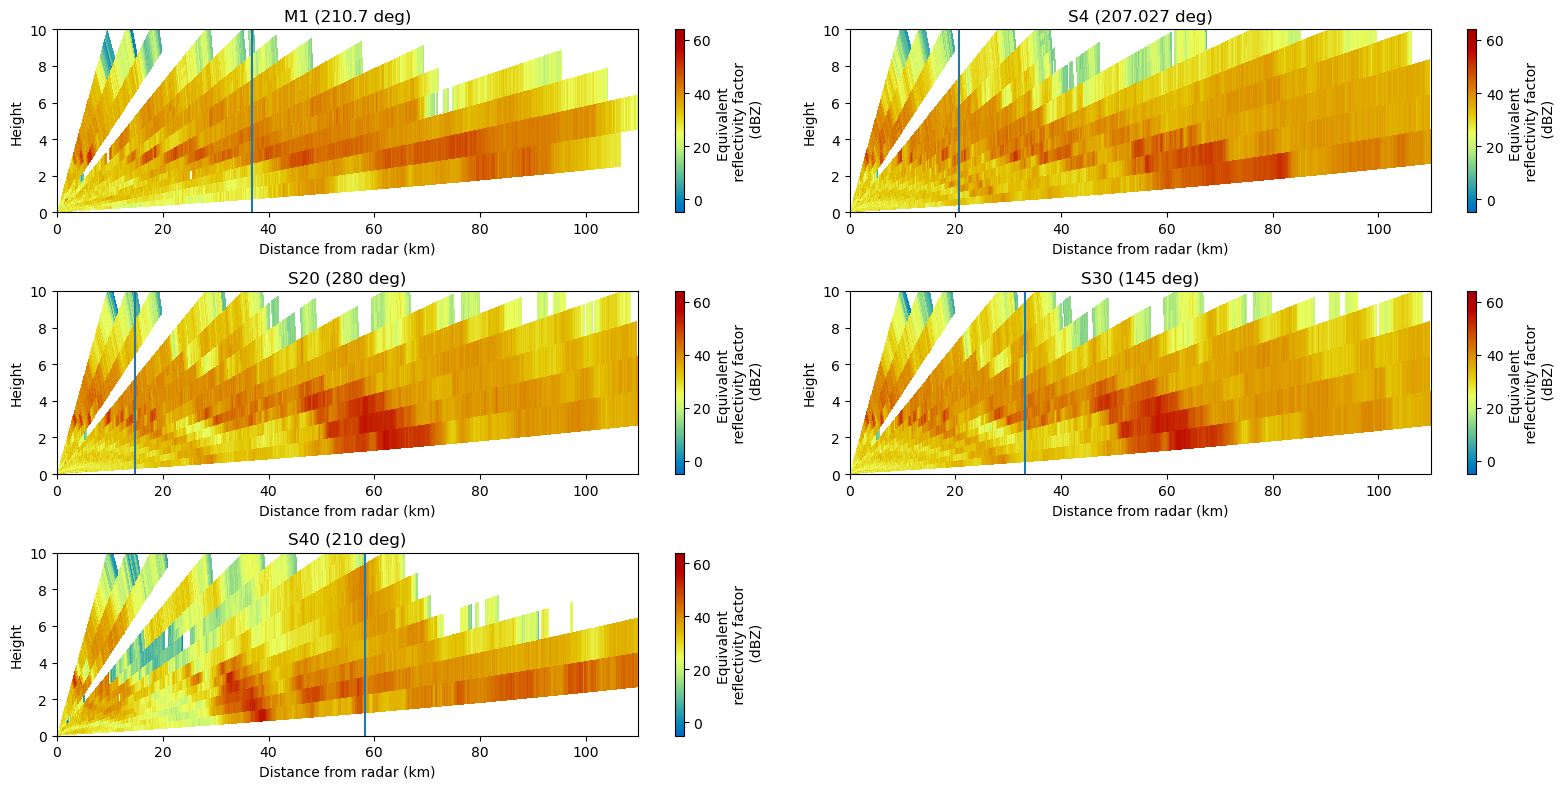 M1 (210.7 deg)
10
8
6
4
2
0
Height
0 20 40 60 80 100
Distance from radar (km)
60
40
20
0
Equivalent
reflectivity factor
(dBZ)
S4 (207.027 deg)
10
8
6
4
2
0
Height
0 20 40 60 80 100
Distance from radar (km)
60
40
20
0
Equivalent
reflectivity factor
(dBZ)
S20 (280 deg)
10
8
6
4
2
0
Height
0 20 40 60 80 100
Distance from radar (km)
60
40
20
0
Equivalent
reflectivity factor
(dBZ)
S30 (145 deg)
10
8
6
4
2
0
Height
0 20 40 60 80 100
Distance from radar (km)
60
40
20
0
Equivalent
reflectivity factor
(dBZ)
S40 (210 deg)
10
8
6
4
2
0
Height
0 20 40 60 80 100
Distance from radar (km)
60
40
20
0
Equivalent
reflectivity factor
(dBZ)